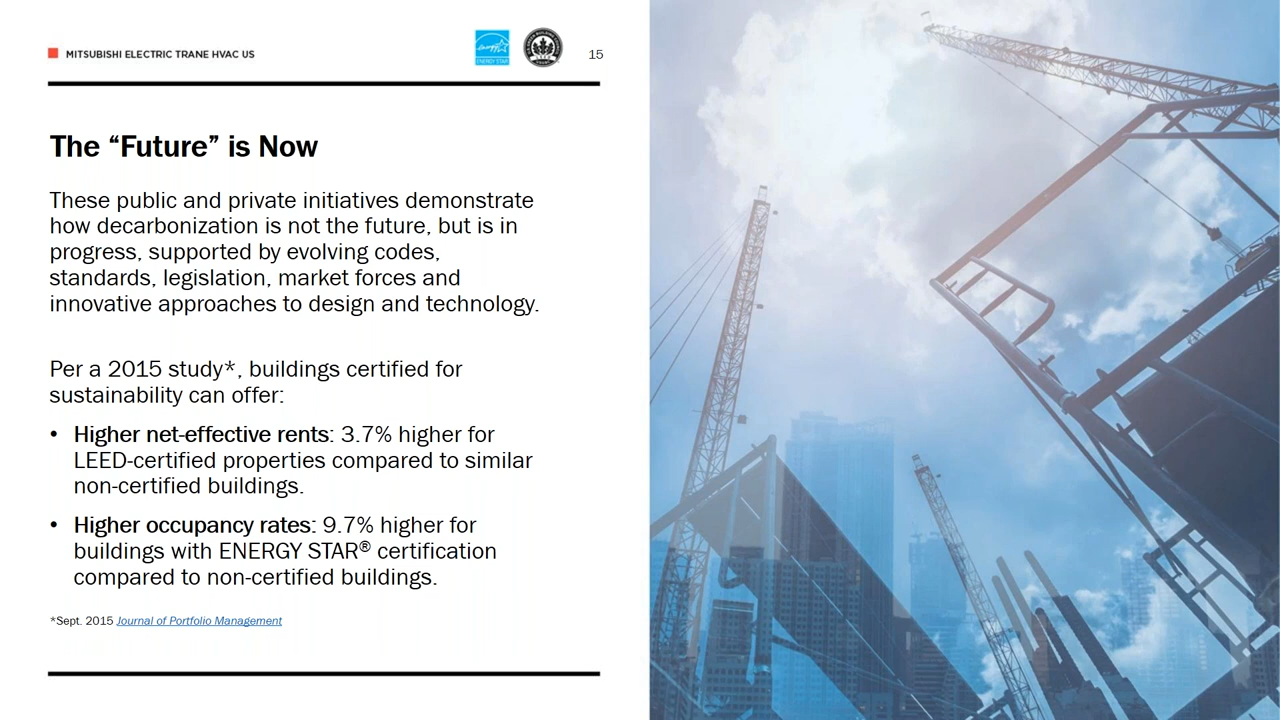 MITSUBISHI ELECTRIC TRANE HVAC US
ENERGY STAR
15
The “Future” is Now
These public and private initiatives demonstrate
how decarbonization is not the future, but is in
progress, supported by evolving codes,
standards, legislation, market forces and
innovative approaches to design and technology.
Per a 2015 study*, buildings certified for
sustainability can offer:
• Higher net-effective rents: 3.7% higher for
LEED-certified properties compared to similar
non-certified buildings.
• Higher occupancy rates: 9.7% higher for
buildings with ENERGY STAR® certification
compared to non-certified buildings.
*Sept. 2015 Journal of Portfolio Management